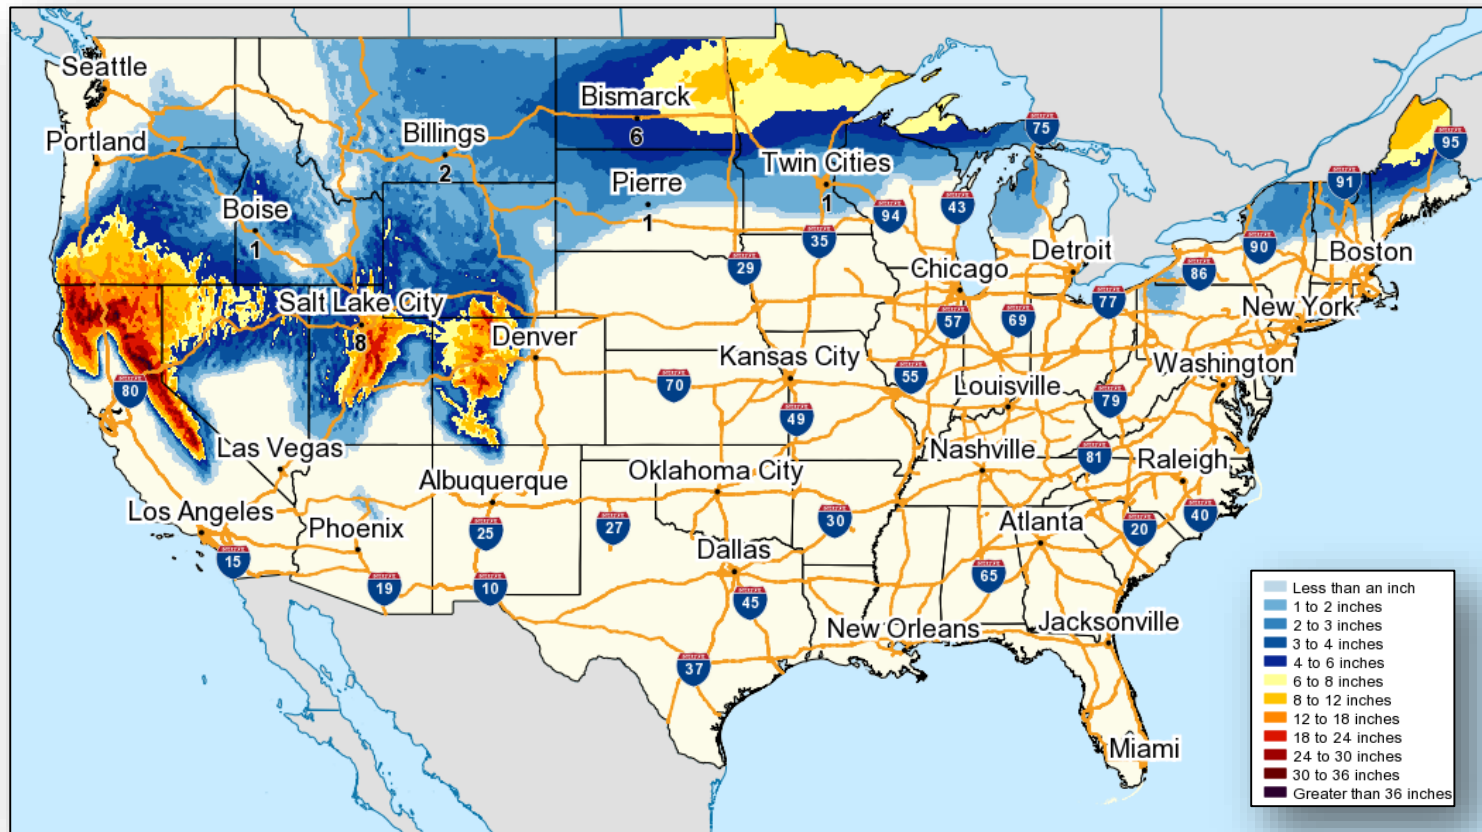 Seattle
Portland
Bismarck
6
Billings
2
75
95
Twin Cities
1
Pierre
1
91
Boise
1
94
43
35
90
86
29
Detroit
Boston
Chicago
77
New York
Salt Lake City
8
57
69
Denver
Kansas City
Washington
80
70
55
Louisville
79
49
Las Vegas
Nashville
81
Raleigh
Albuquerque
Oklahoma City
Los Angeles
Phoenix
25
27
30
Atlanta
20
40
15
Dallas
19
10
45
65
New Orleans
Jacksonville
37
Miami
Less than an inch
1 to 2 inches
2 to 3 inches
3 to 4 inches
4 to 6 inches
6 to 8 inches
8 to 12 inches
12 to 18 inches
18 to 24 inches
24 to 30 inches
30 to 36 inches
Greater than 36 inches